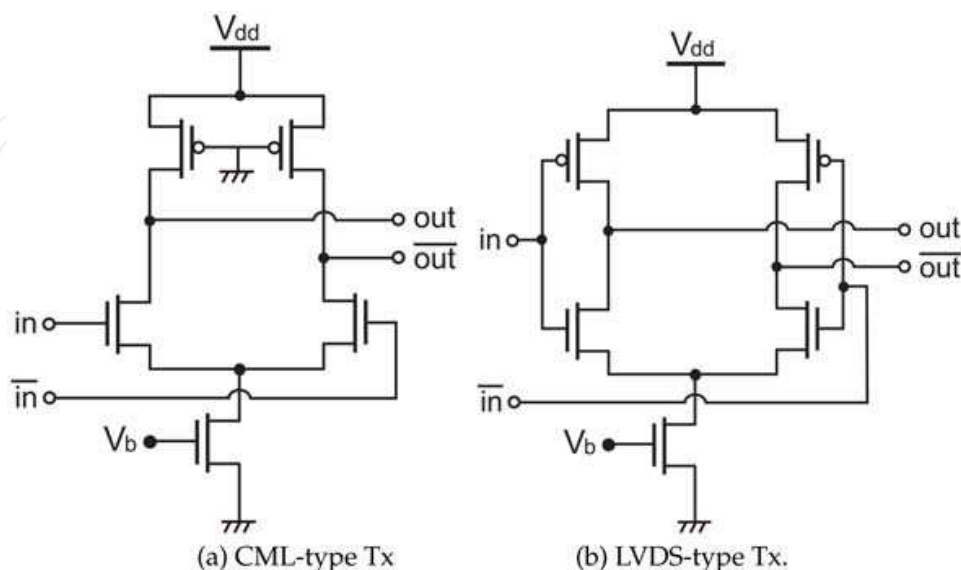 Vdd
out
out
in
in
Vb
(a) CML-type Tx
Vdd
in
out
out
in
Vb
(b) LVDS-type Tx.